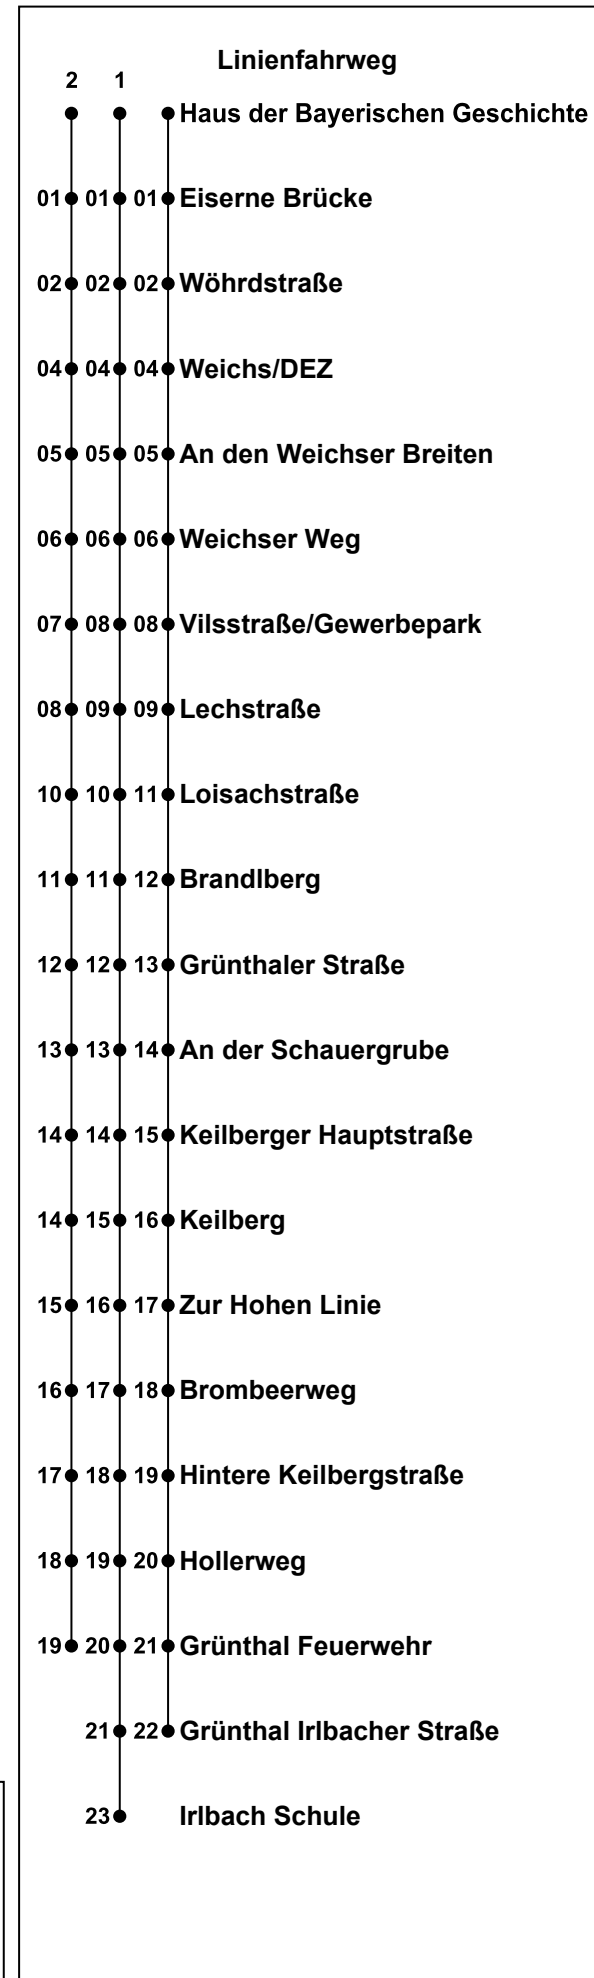 Linienfahrweg
2 1
Haus der Bayerischen Geschichte
01 01 01 Eiserne Brücke
02 02 02 Wöhrdstraße
04 04 04 Weichs/DEZ
05 05 05 An den Weichser Breiten
06 06 06 Weichser Weg
07 08 08 Vilsstraße/Gewerbepark
08 09 09 Lechstraße
10 10 11 Loisachstraße
11 11 12 Brandlberg
12 12 13 Grünthaler Straße
13 13 14 An der Schauergrube
14 14 15 Keilberger Hauptstraße
14 15 16 Keilberg
15 16 17 Zur Hohen Linie
16 17 18 Brombeerweg
17 18 19 Hintere Keilbergstraße
18 19 20 Hollerweg
19 20 21 Grünthal Feuerwehr
21 22 Grünthal Irlbacher Straße
23 Irlbach Schule